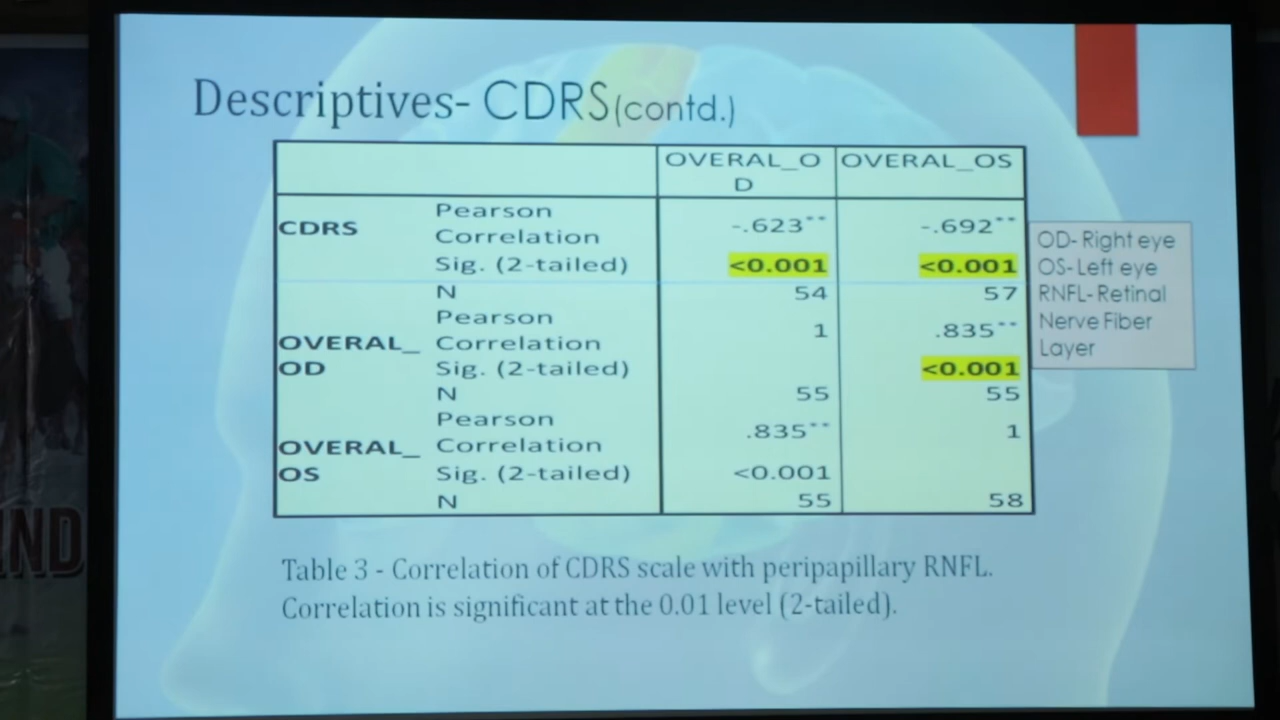 Descriptives- CDRS(contd.)
OVERAL_O
D
OVERAL_OS
CDRS
Pearson
Correlation
-.623**
-.692**
Sig. (2-tailed)
<0.001
<0.001
N
54
57
OVERAL_
OD
Pearson
Correlation
1
.835**
Sig. (2-tailed)
<0.001
N
55
55
OVERAL_
OS
Pearson
Correlation
.835**
1
Sig. (2-tailed)
<0.001
N
55
58
OD- Right eye
OS- Left eye
RNFL- Retinal
Nerve Fiber
Layer
Table 3 - Correlation of CDRS scale with peripapillary RNFL.
Correlation is significant at the 0.01 level (2-tailed).